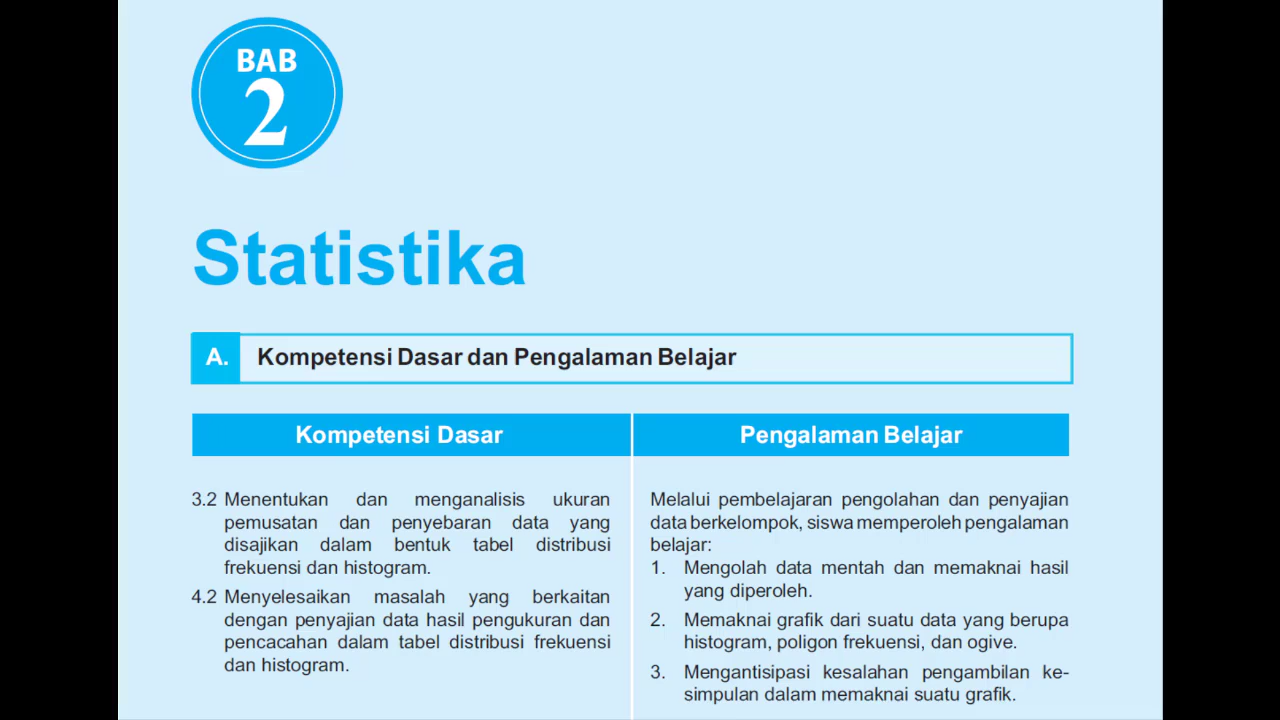 BAB
2
Statistika
A. Kompetensi Dasar dan Pengalaman Belajar
Kompetensi Dasar
3.2 Menentukan dan menganalisis ukuran
pemusatan dan penyebaran data yang
disajikan dalam bentuk tabel distribusi
frekuensi dan histogram.
4.2 Menyelesaikan masalah yang berkaitan
dengan penyajian data hasil pengukuran dan
pencacahan dalam tabel distribusi frekuensi
dan histogram.
Pengalaman Belajar
Melalui pembelajaran pengolahan dan penyajian
data berkelompok, siswa memperoleh pengalaman
belajar:
1. Mengolah data mentah dan memaknai hasil
yang diperoleh.
2. Memaknai grafik dari suatu data yang berupa
histogram, poligon frekuensi, dan ogive.
3. Mengantisipasi kesalahan pengambilan ke-
simpulan dalam memaknai suatu grafik.